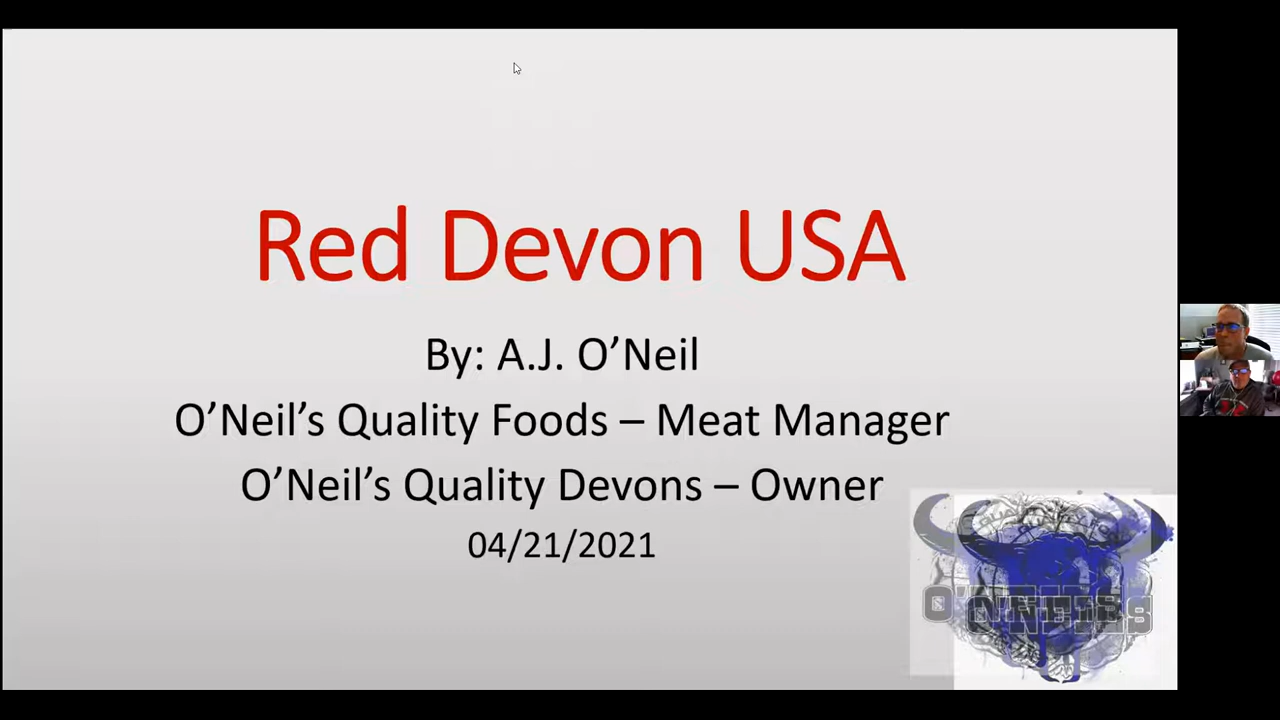 Red Devon USA
By: A.J. O’Neil
O’Neil’s Quality Foods – Meat Manager
O’Neil’s Quality Devons – Owner
04/21/2021